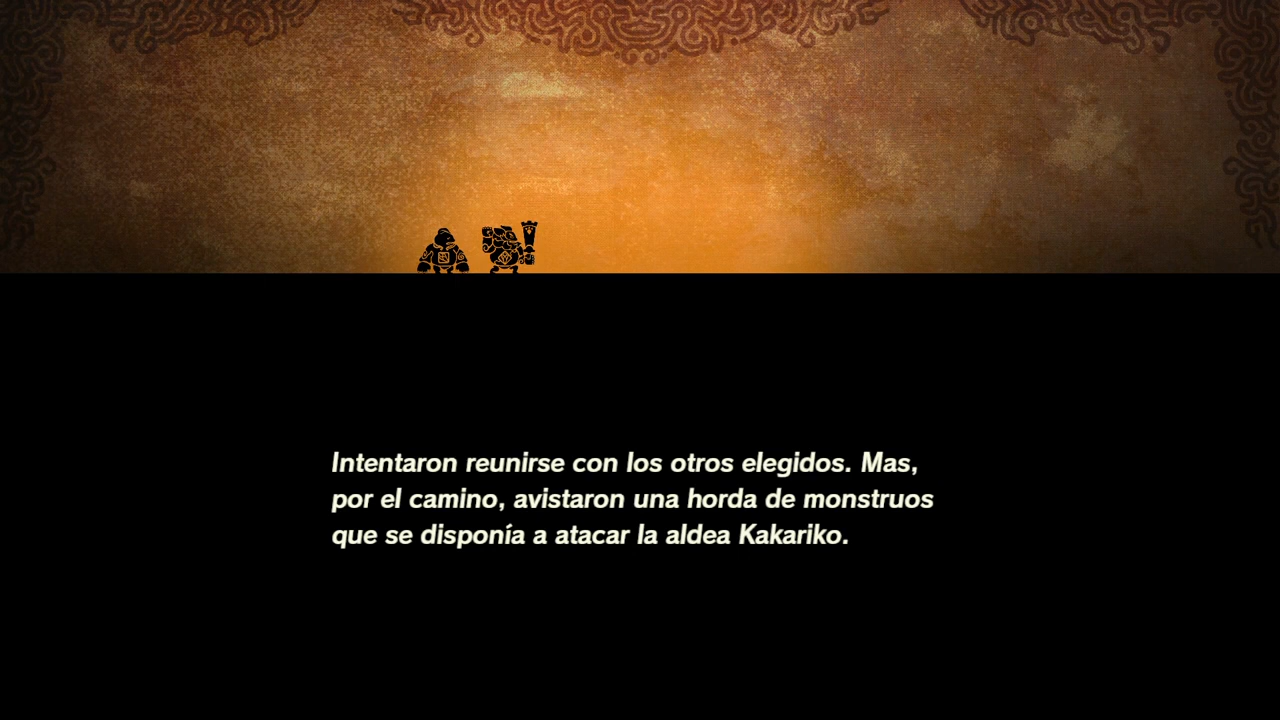 Intentaron reunirse con los otros elegidos. Mas,
por el camino, avistaron una horda de monstruos
que se disponía a atacar la aldea Kakariko.